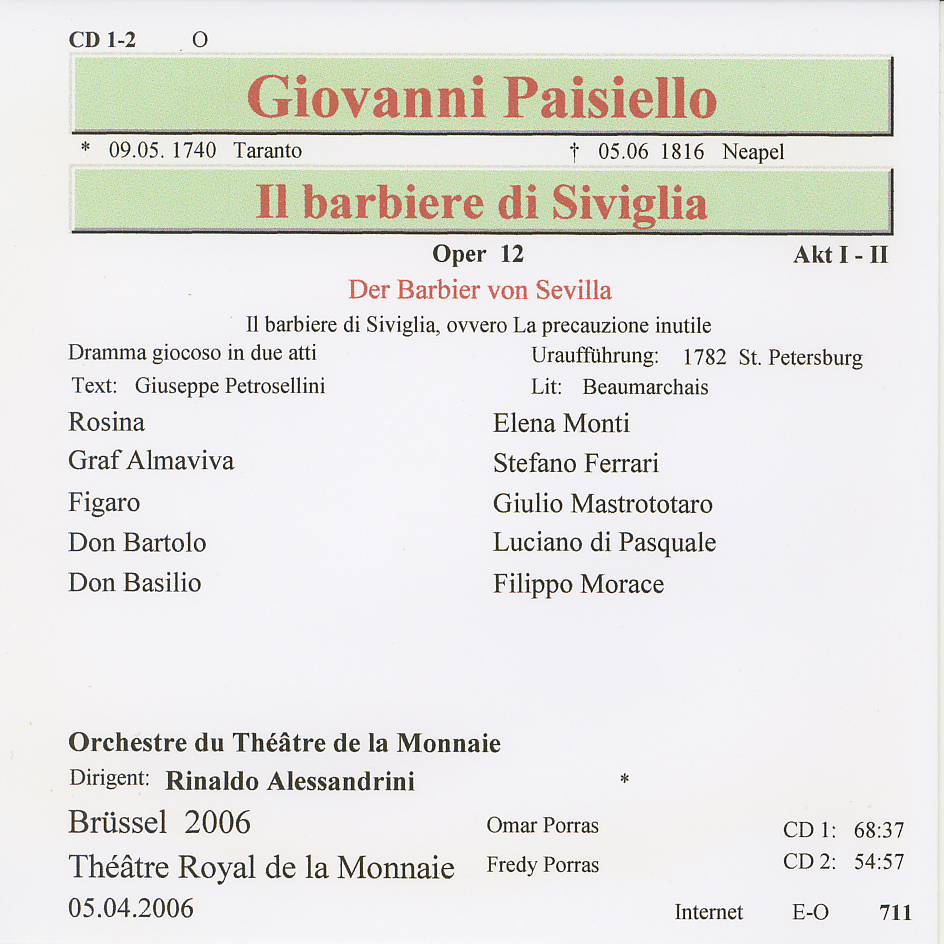 CD 1-2 O
Giovanni Paisiello
* 09.05. 1740 Taranto † 05.06 1816 Neapel
Il barbiere di Siviglia
Oper 12 Akt I - II
Der Barbier von Sevilla
Il barbiere di Siviglia, ovvero La precauzione inutile
Dramma giocoso in due atti Uraufführung: 1782 St. Petersburg
Text: Giuseppe Petrosellini Lit: Beaumarchais
Rosina Elena Monti
Graf Almaviva Stefano Ferrari
Figaro Giulio Mastrototaro
Don Bartolo Luciano di Pasquale
Don Basilio Filippo Morace
Orchestre du Théâtre de la Monnaie
Dirigent: Rinaldo Alessandrini *
Brüssel 2006 Omar Porras CD 1: 68:37
Théâtre Royal de la Monnaie Fredy Porras CD 2: 54:57
05.04.2006 Internet E-O 711